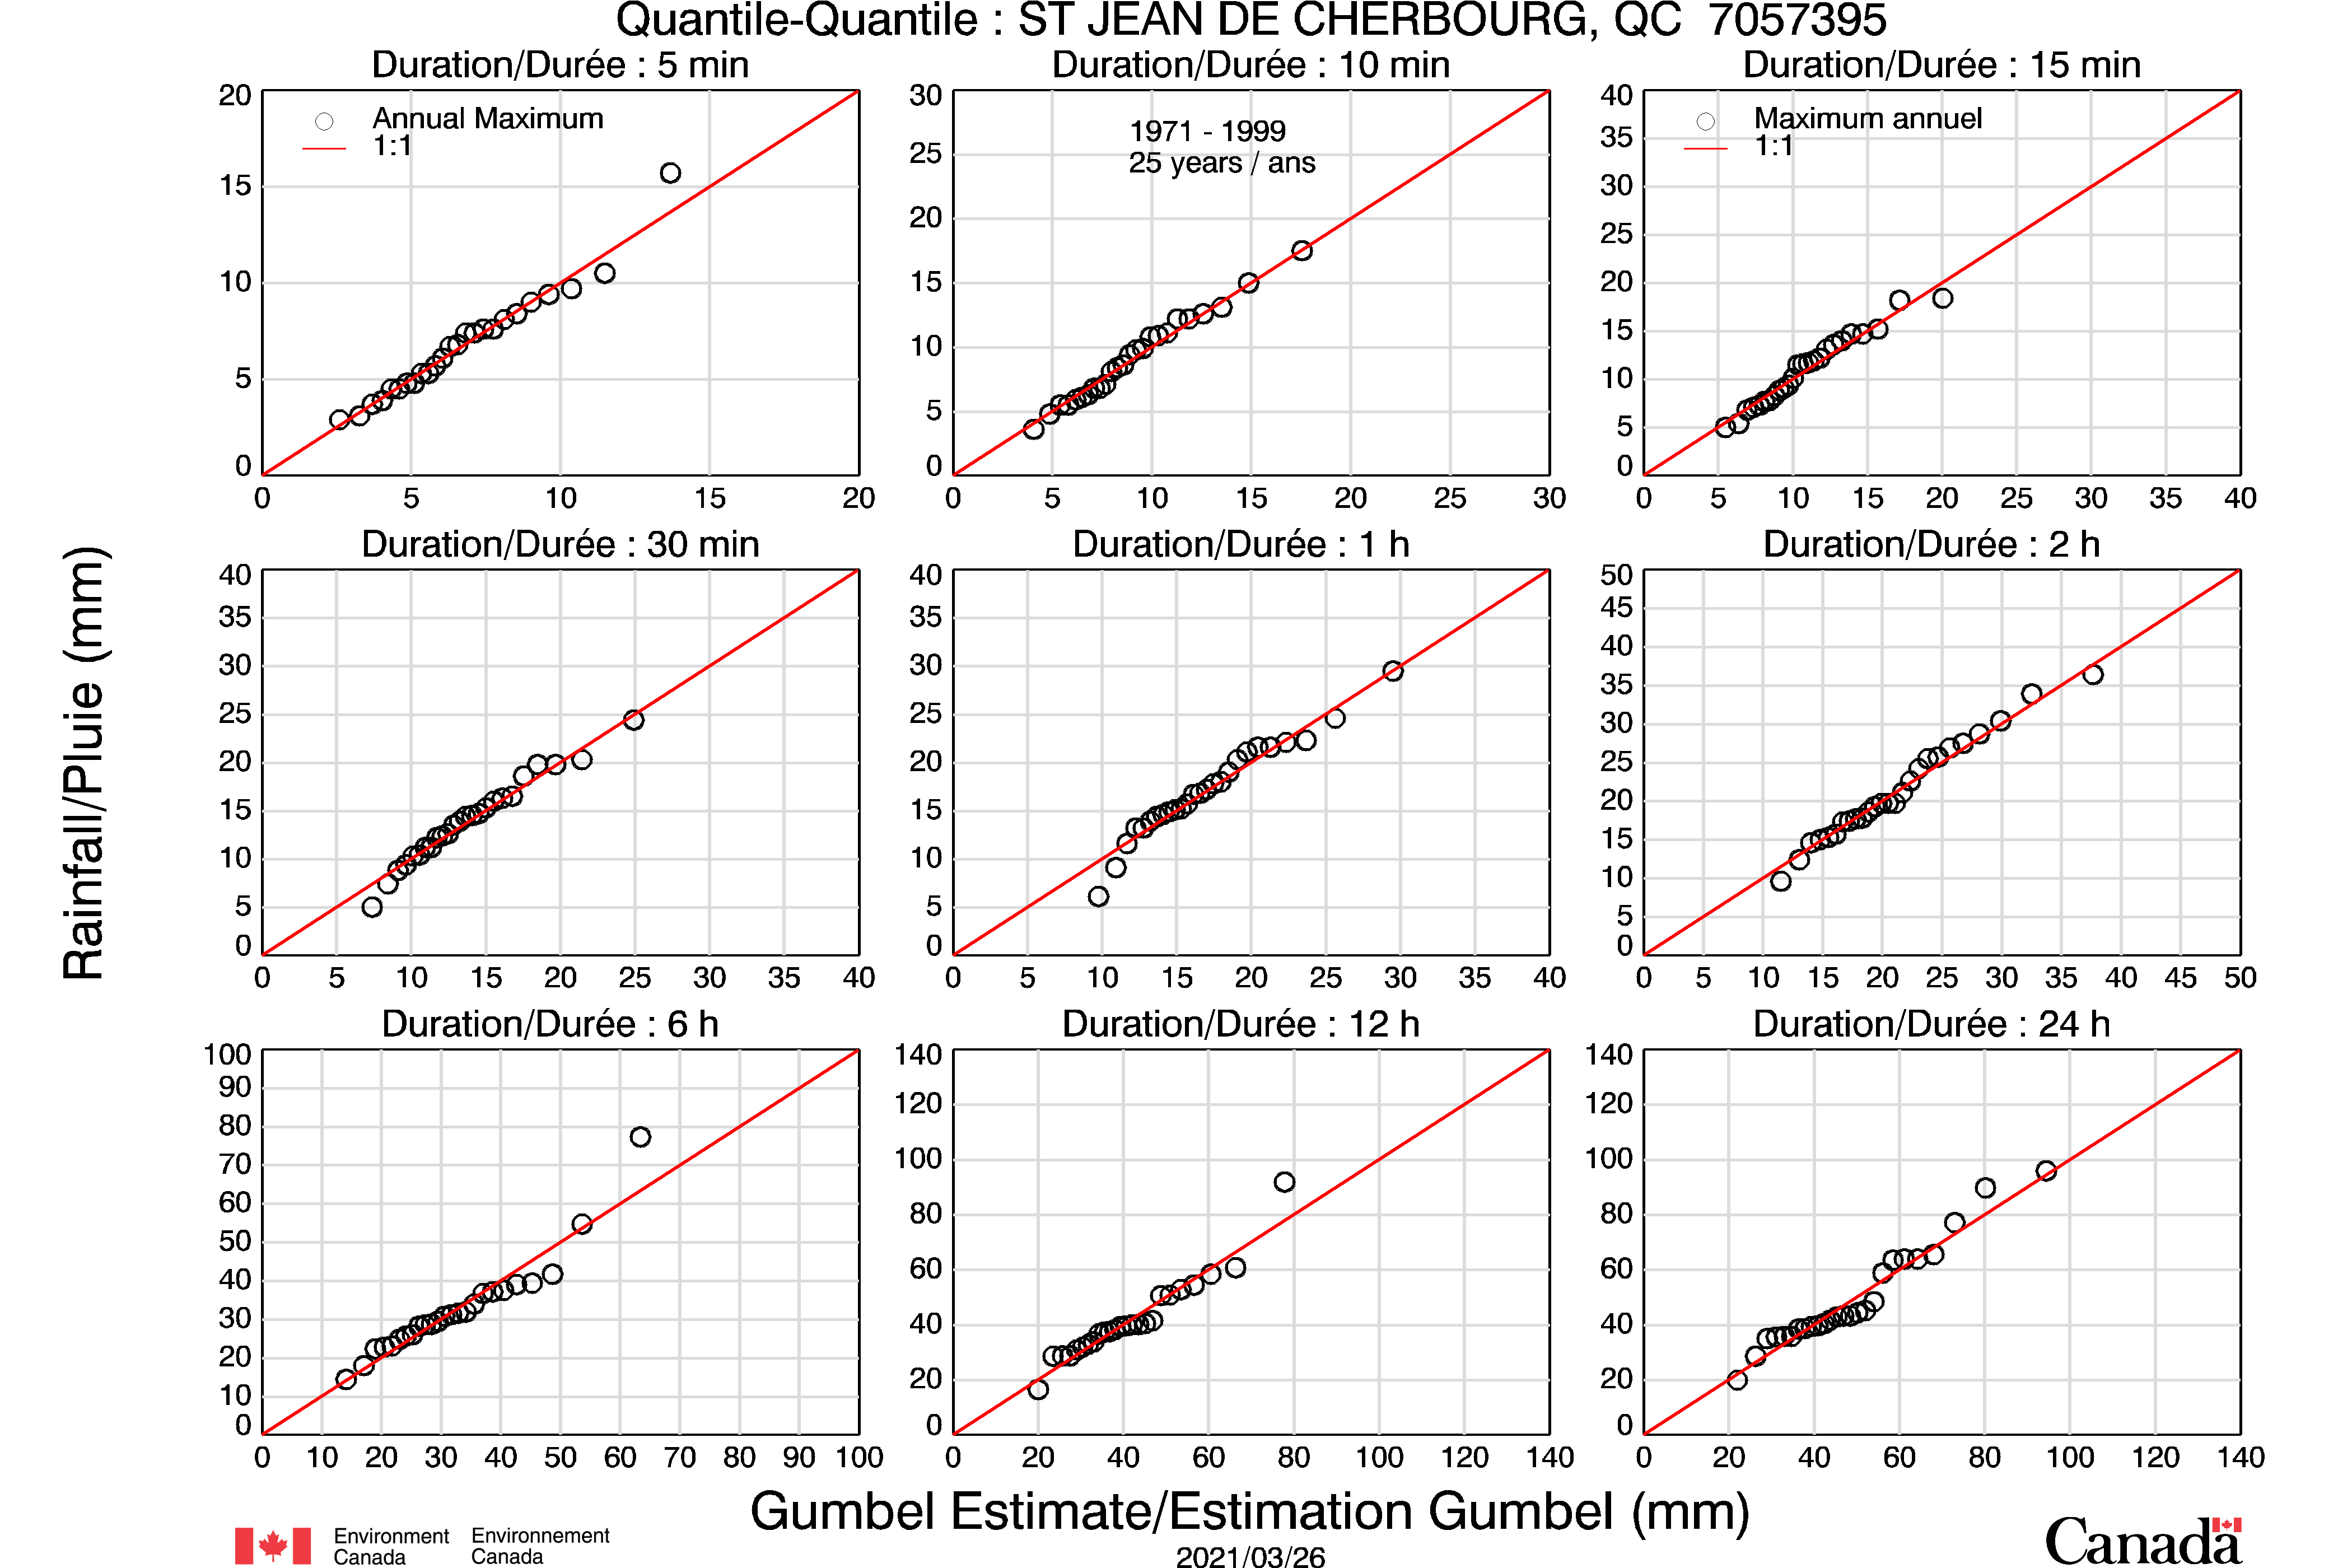 Quantile-Quantile : ST JEAN DE CHERBOURG, QC 7057395
Duration/Durée : 5 min
20
15
10
5
0
0 5 10 15 20
Annual Maximum
1:1
Duration/Durée : 10 min
30
25
20
15
10
5
0
0 5 10 15 20 25 30
1971 - 1999
25 years / ans
Duration/Durée : 15 min
40
35
30
25
20
15
10
5
0
0 5 10 15 20 25 30 35 40
Maximum annuel
1:1
Rainfall/Pluie (mm)
Duration/Durée : 30 min
40
35
30
25
20
15
10
5
0
0 5 10 15 20 25 30 35 40
Duration/Durée : 1 h
40
35
30
25
20
15
10
5
0
0 5 10 15 20 25 30 35 40
Duration/Durée : 2 h
50
45
40
35
30
25
20
15
10
5
0
0 5 10 15 20 25 30 35 40 45 50
Duration/Durée : 6 h
100
90
80
70
60
50
40
30
20
10
0
0 10 20 30 40 50 60 70 80 90 100
Duration/Durée : 12 h
140
120
100
80
60
40
20
0
0 20 40 60 80 100 120 140
Duration/Durée : 24 h
140
120
100
80
60
40
20
0
0 20 40 60 80 100 120 140
Gumbel Estimate/Estimation Gumbel (mm)
Environment Canada
Environnement Canada
2021/03/26
Canada